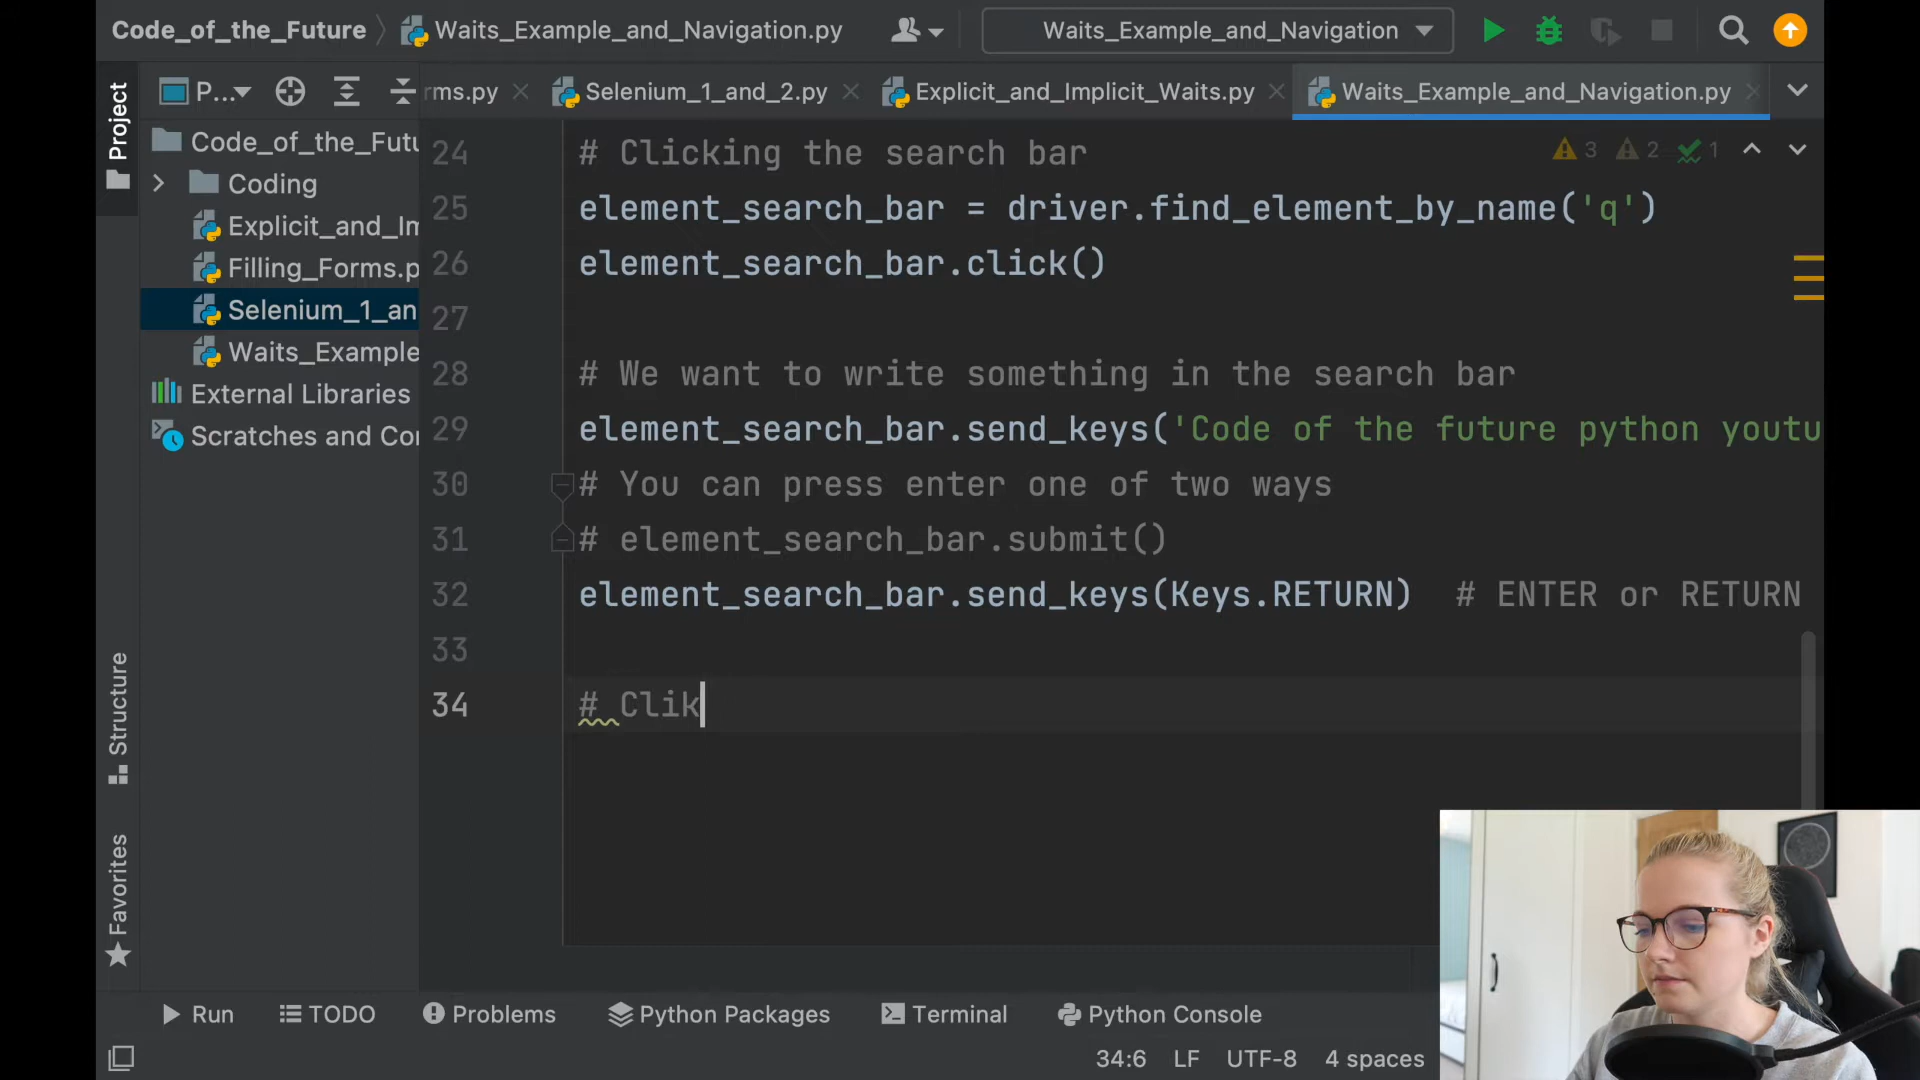 Code_of_the_Future
Waits_Example_and_Navigation.py
Waits_Example_and_Navigation
Project
P...
rms.py
Selenium_1_and_2.py
Explicit_and_Implicit_Waits.py
Waits_Example_and_Navigation.py
Code_of_the_Futu
Coding
Explicit_and_Im
Filling_Forms.p
Selenium_1_an
Waits_Example
External Libraries
Scratches and Cor
3 2 1
24 # Clicking the search bar
25 element_search_bar = driver.find_element_by_name('q')
26 element_search_bar.click()
27
28 # We want to write something in the search bar
29 element_search_bar.send_keys('Code of the future python youtu
30 # You can press enter one of two ways
31 # element_search_bar.submit()
32 element_search_bar.send_keys(Keys.RETURN)  # ENTER or RETURN
33
34 # Clik
Structure
Favorites
Run
TODO
Problems
Python Packages
Terminal
Python Console
34:6 LF UTF-8 4 spaces